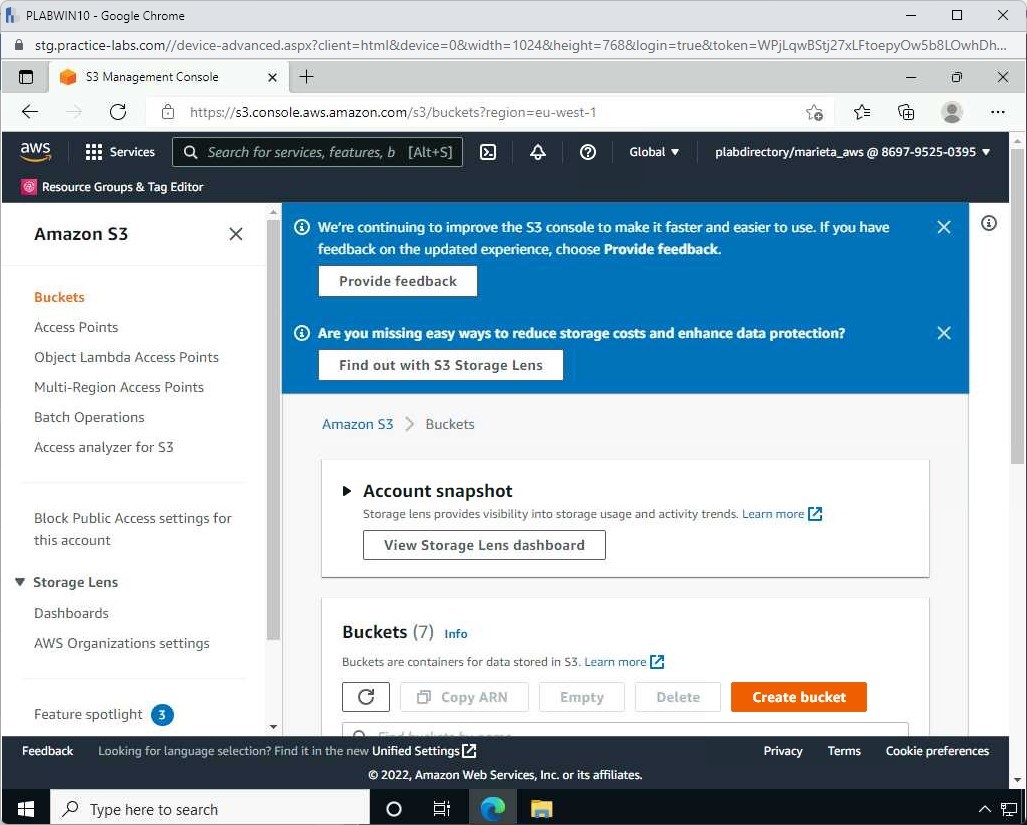 PLABWIN10 - Google Chrome
stg.practice-labs.com//device-advanced.aspx?client=html&device=0&width=1024&height=768&login=true&token=WPjLqwBStj27xLFtoepyOw5b8LOwhDh...
S3 Management Console
https://s3.console.aws.amazon.com/s3/buckets?region=eu-west-1
aws
Services
Search for services, features, b [Alt+S]
Global
plabdirectory/marieta_aws @ 8697-9525-0395
Resource Groups & Tag Editor
Amazon S3
Buckets
Access Points
Object Lambda Access Points
Multi-Region Access Points
Batch Operations
Access analyzer for S3
Block Public Access settings for
this account
Storage Lens
Dashboards
AWS Organizations settings
Feature spotlight 3
We're continuing to improve the S3 console to make it faster and easier to use. If you have
feedback on the updated experience, choose Provide feedback.
Provide feedback
Are you missing easy ways to reduce storage costs and enhance data protection?
Find out with S3 Storage Lens
Amazon S3 > Buckets
Account snapshot
Storage lens provides visibility into storage usage and activity trends. Learn more
View Storage Lens dashboard
Buckets (7) Info
Buckets are containers for data stored in S3. Learn more
Copy ARN
Empty
Delete
Create bucket
Find buckets by name
Feedback
Looking for language selection? Find it in the new Unified Settings
Privacy
Terms
Cookie preferences
© 2022, Amazon Web Services, Inc. or its affiliates.
Type here to search